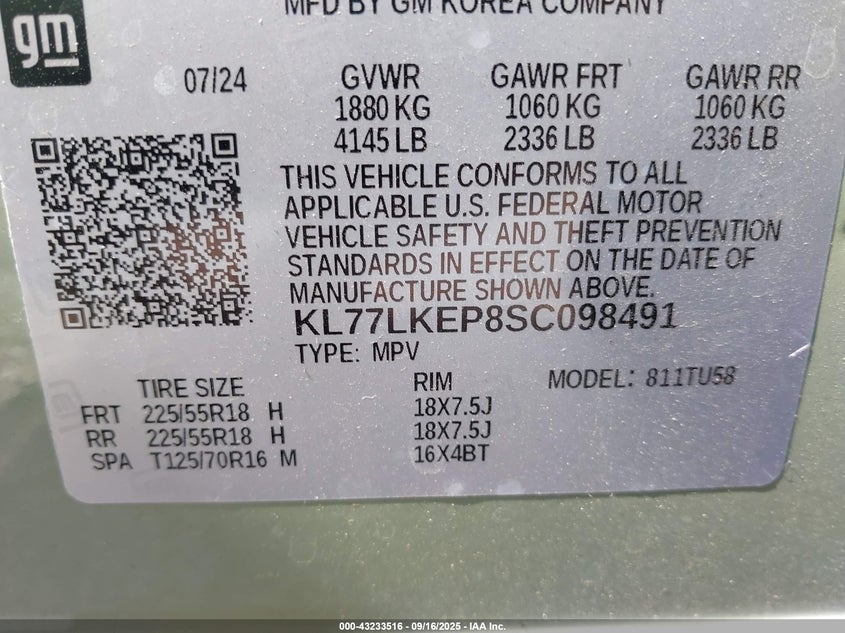 MFD BY GM KOREA COMPANY
gm
07/24 GVWR GAWR FRT GAWR RR
1880 KG 1060 KG 1060 KG
4145 LB 2336 LB 2336 LB
THIS VEHICLE CONFORMS TO ALL
APPLICABLE U.S. FEDERAL MOTOR
VEHICLE SAFETY AND THEFT PREVENTION
STANDARDS IN EFFECT ON THE DATE OF
MANUFACTURE SHOWN ABOVE.
KL77LKEP8SC098491
TYPE: MPV
TIRE SIZE RIM MODEL: 811TU58
FRT 225/55R18 H 18X7.5J
RR 225/55R18 H 18X7.5J
SPA T125/70R16 M 16X4BT
000-43233516 - 09/16/2025 - IAA Inc.